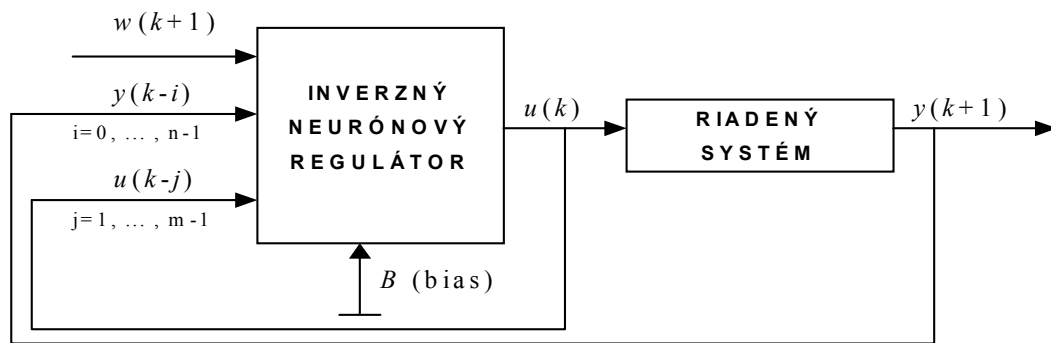 w(k+1)
y(k-i)
i=0, ..., n-1
u(k-j)
j=1, ..., m-1
INVERZNÝ
NEURÓNOVÝ
REGULÁTOR
B (bias)
u(k)
RIADENÝ
SYSTÉM
y(k+1)